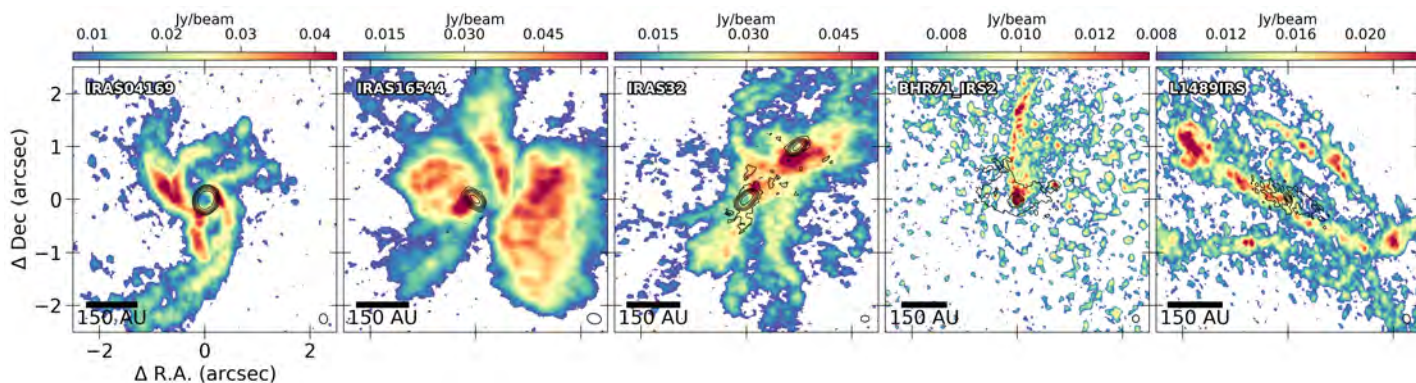 Jy/beam Jy/beam Jy/beam Jy/beam Jy/beam
0.01 0.02 0.03 0.04 0.015 0.030 0.045 0.015 0.030 0.045 0.008 0.010 0.012 0.008 0.012 0.016 0.020
IRAS04169 IRAS16544 IRAS32 BHR71_IRS2 L1489IRS
2
1
0
−1
−2
Δ Dec (arcsec)
150 AU 150 AU 150 AU 150 AU 150 AU
−2 0 2
Δ R.A. (arcsec)